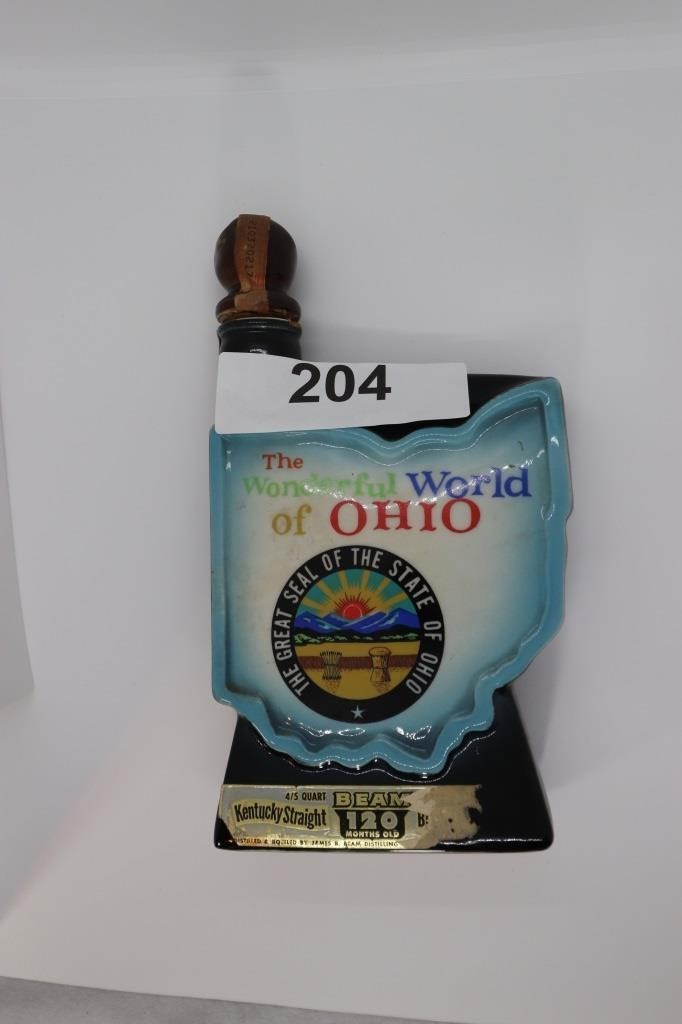 204
The
Wonderful World
of OHIO
THE GREAT SEAL OF THE STATE OF OHIO
4/5 QUART
BEAM
Kentucky Straight
120
MONTHS OLD
& BOTTLED BY JAMES B. BEAM DISTILLING